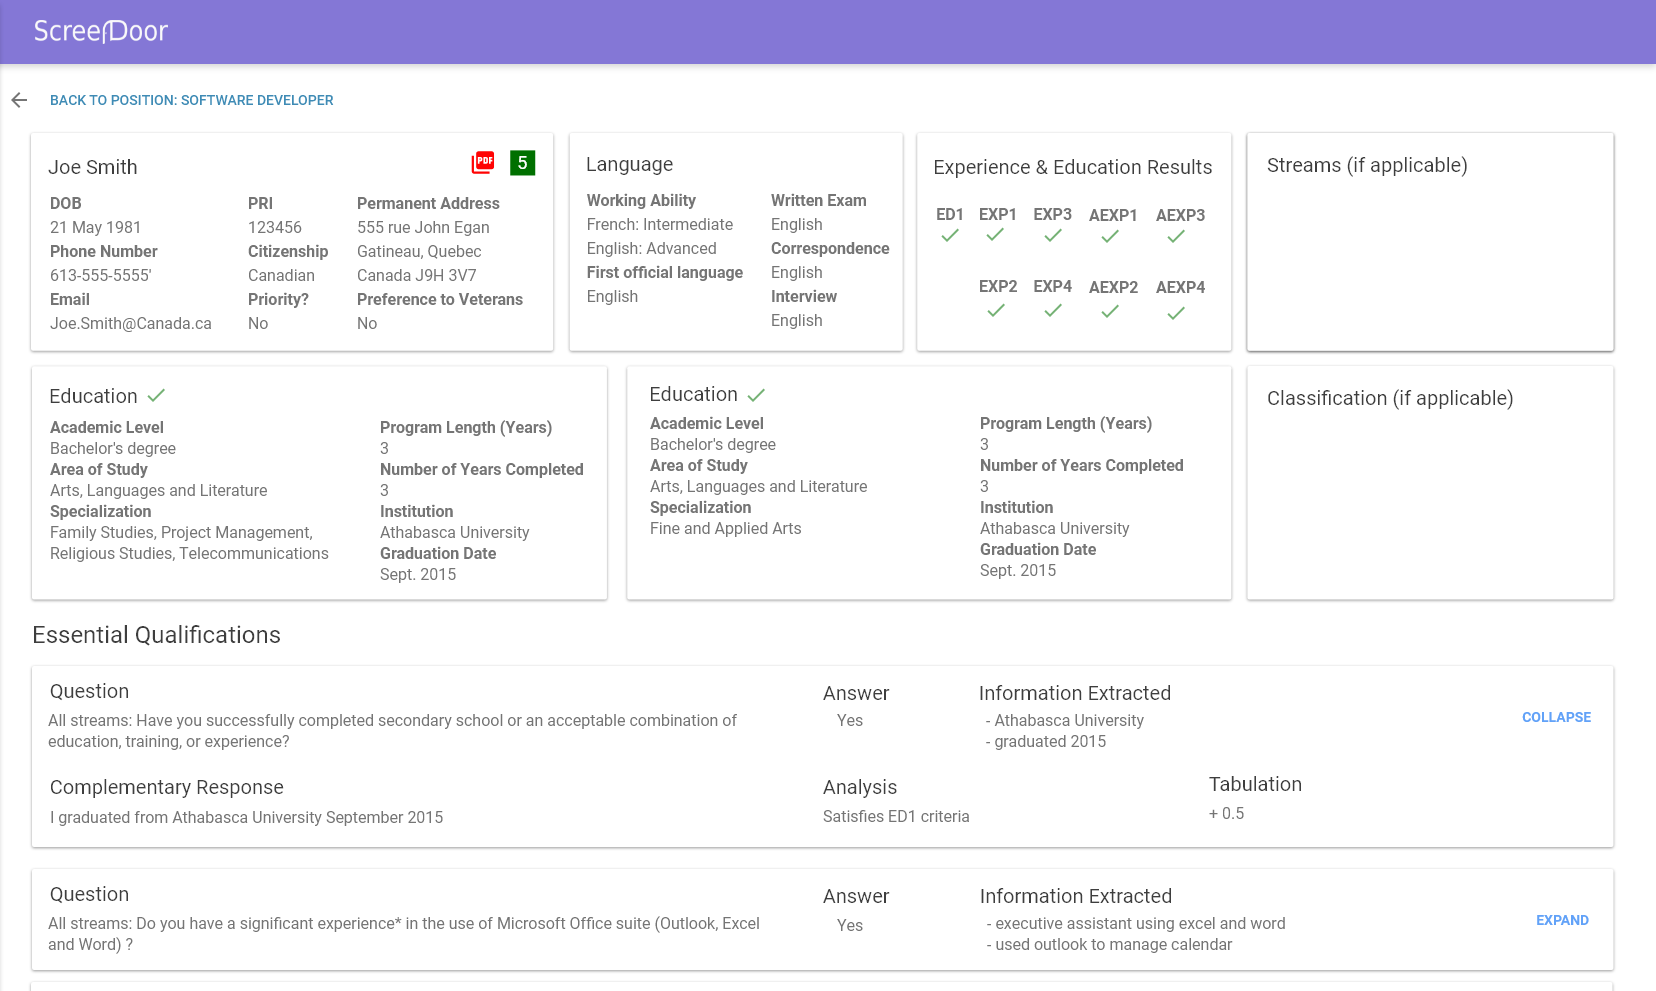 ScreenDoor
BACK TO POSITION: SOFTWARE DEVELOPER
Joe Smith
PDF
5
DOB
21 May 1981
Phone Number
613-555-5555'
Email
Joe.Smith@Canada.ca
PRI
123456
Citizenship
Canadian
Priority?
No
Permanent Address
555 rue John Egan
Gatineau, Quebec
Canada J9H 3V7
Preference to Veterans
No
Language
Working Ability
French: Intermediate
English: Advanced
First official language
English
Written Exam
English
Correspondence
English
Interview
English
Experience & Education Results
ED1 EXP1 EXP3 AEXP1 AEXP3
EXP2 EXP4 AEXP2 AEXP4
Streams (if applicable)
Education
Academic Level
Bachelor's degree
Area of Study
Arts, Languages and Literature
Specialization
Family Studies, Project Management,
Religious Studies, Telecommunications
Program Length (Years)
3
Number of Years Completed
3
Institution
Athabasca University
Graduation Date
Sept. 2015
Education
Academic Level
Bachelor's degree
Area of Study
Arts, Languages and Literature
Specialization
Fine and Applied Arts
Program Length (Years)
3
Number of Years Completed
3
Institution
Athabasca University
Graduation Date
Sept. 2015
Classification (if applicable)
Essential Qualifications
Question
All streams: Have you successfully completed secondary school or an acceptable combination of
education, training, or experience?
Answer
Yes
Information Extracted
- Athabasca University
- graduated 2015
COLLAPSE
Complementary Response
I graduated from Athabasca University September 2015
Analysis
Satisfies ED1 criteria
Tabulation
+ 0.5
Question
All streams: Do you have a significant experience* in the use of Microsoft Office suite (Outlook, Excel
and Word) ?
Answer
Yes
Information Extracted
- executive assistant using excel and word
- used outlook to manage calendar
EXPAND